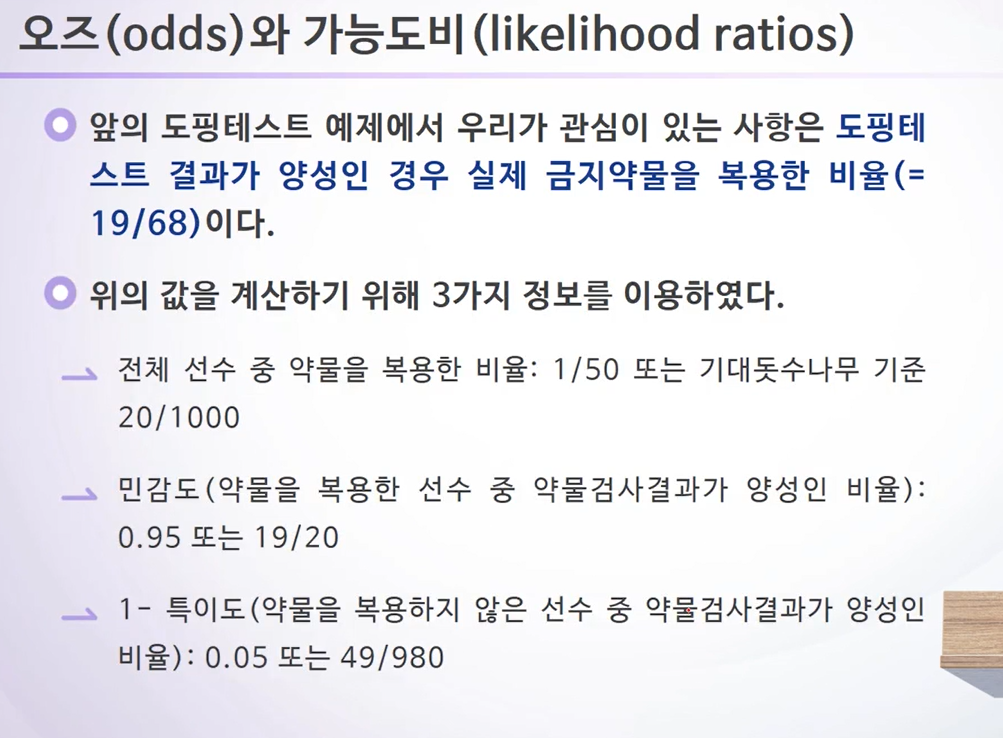 오즈(odds)와 가능도비(likelihood ratios)
앞의 도핑테스트 예제에서 우리가 관심이 있는 사항은 도핑테
스트 결과가 양성인 경우 실제 금지약물을 복용한 비율(=
19/68)이다.
위의 값을 계산하기 위해 3가지 정보를 이용하였다.
전체 선수 중 약물을 복용한 비율: 1/50 또는 기대돗수나무 기준
20/1000
민감도(약물을 복용한 선수 중 약물검사결과가 양성인 비율):
0.95 또는 19/20
1- 특이도(약물을 복용하지 않은 선수 중 약물검사결과가 양성인
비율): 0.05 또는 49/980